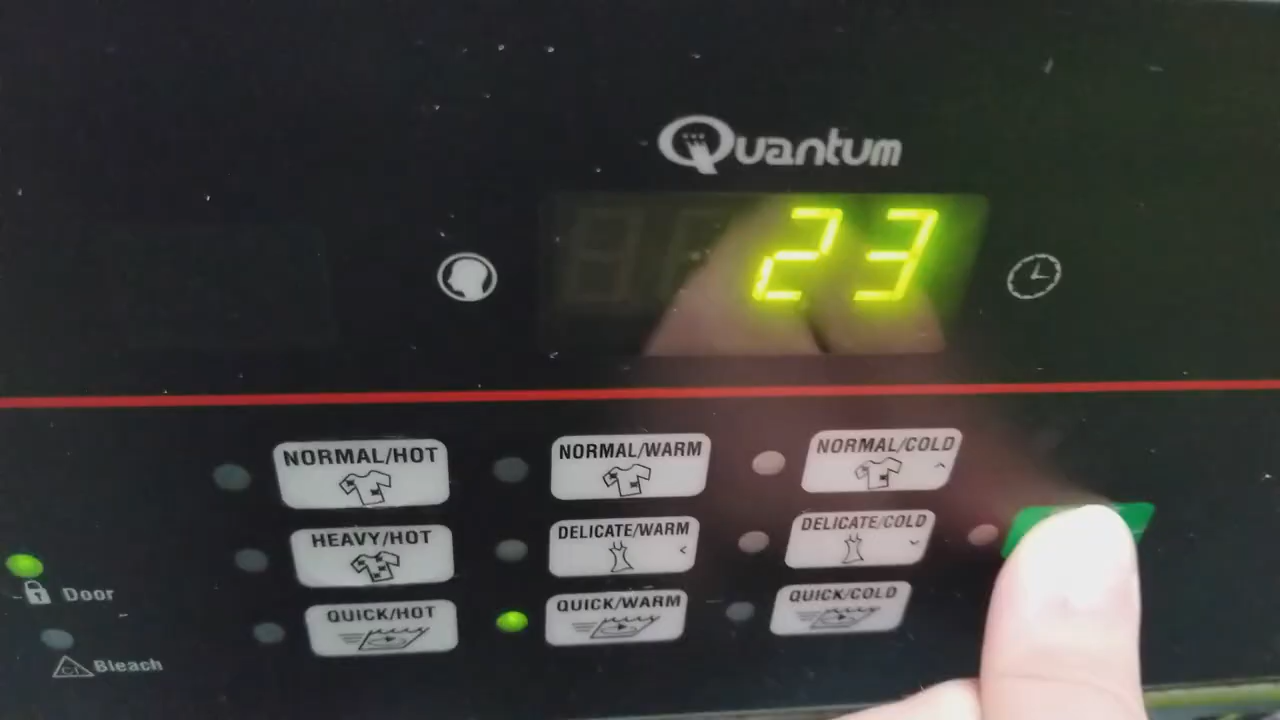 Quantum
23
NORMAL/HOT
NORMAL/WARM
NORMAL/COLD
HEAVY/HOT
DELICATE/WARM
DELICATE/COLD
QUICK/HOT
QUICK/WARM
QUICK/COLD
Door
CL Bleach